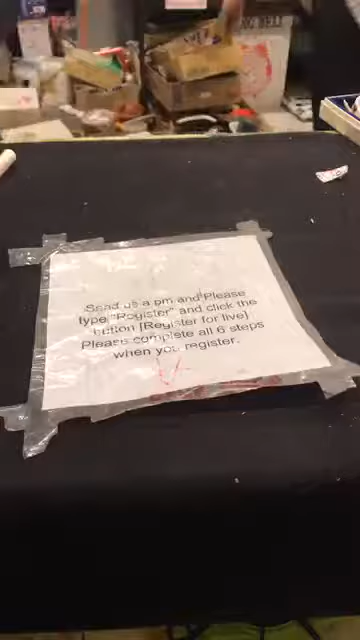 Send us a pm and Please
type "Register" and click the
button [Register for live]
Please complete all 6 steps
when you register.